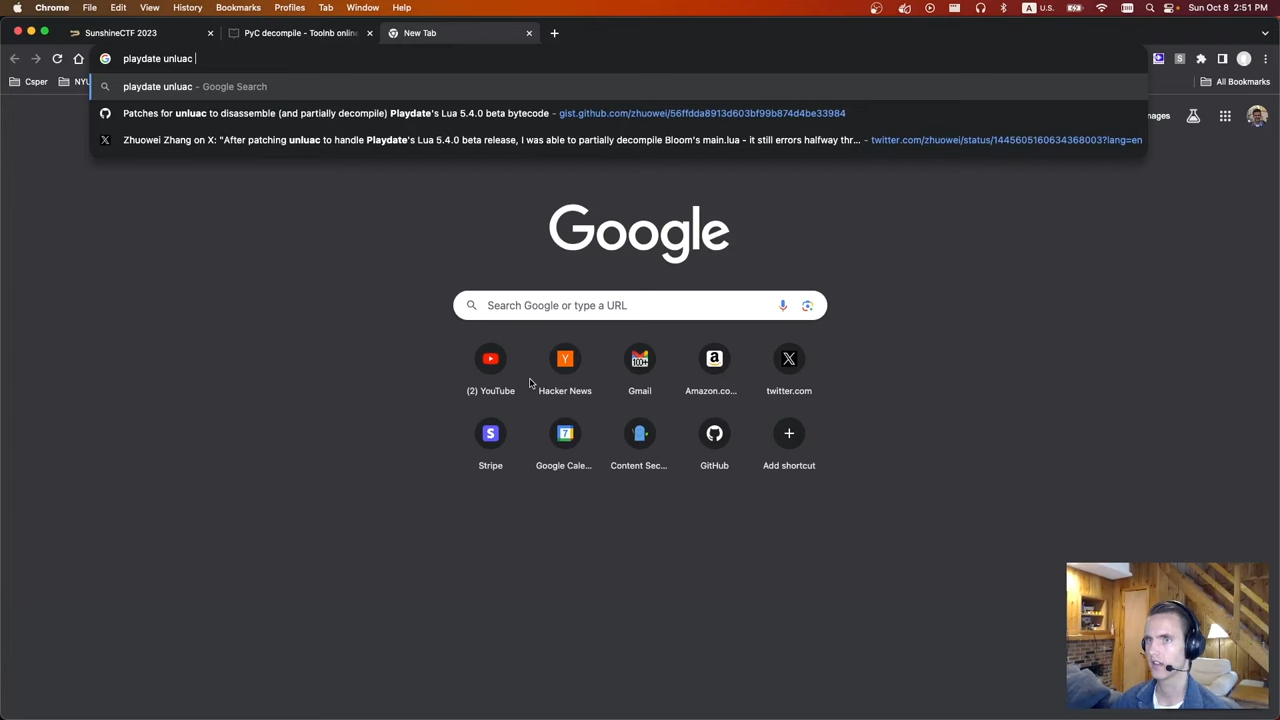 Chrome File Edit View History Bookmarks Profiles Tab Window Help U.S. Sun Oct 8 2:51 PM
SunshineCTF 2023 PyC decompile - Toolnb online New Tab
playdate unluac
Csper NYU All Bookmarks
playdate unluac - Google Search
Patches for unluac to disassemble (and partially decompile) Playdate's Lua 5.4.0 beta bytecode - gist.github.com/zhuowei/56ffdda8913d603bf99b874d4be33984
Zhuowei Zhang on X: "After patching unluac to handle Playdate's Lua 5.4.0 beta release, I was able to partially decompile Bloom's main.lua - it still errors halfway thr... - twitter.com/zhuowei/status/1445605160634368003?lang=en
mages
Google
Search Google or type a URL
100+
(2) YouTube Hacker News Gmail Amazon.co... twitter.com
7
Stripe Google Cale... Content Sec... GitHub Add shortcut